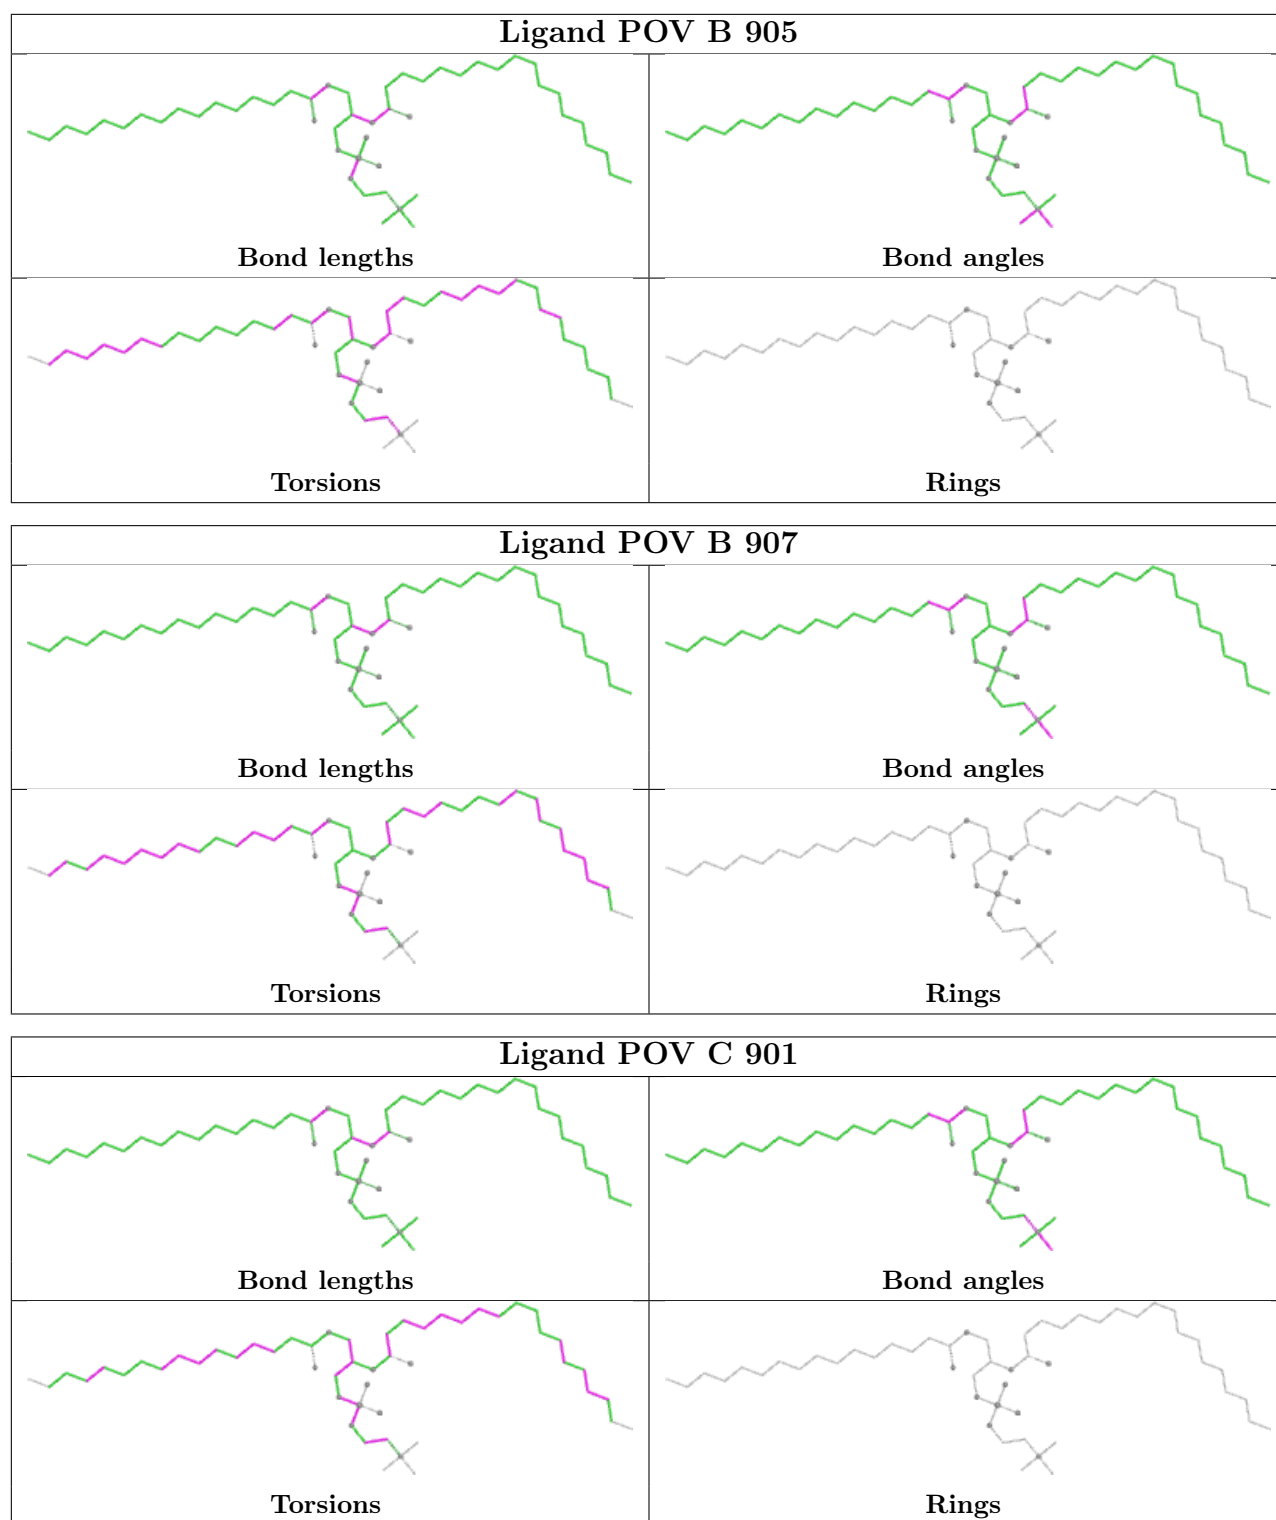 Ligand POV B 905
Bond lengths
Bond angles
Torsions
Rings
Ligand POV B 907
Bond lengths
Bond angles
Torsions
Rings
Ligand POV C 901
Bond lengths
Bond angles
Torsions
Rings